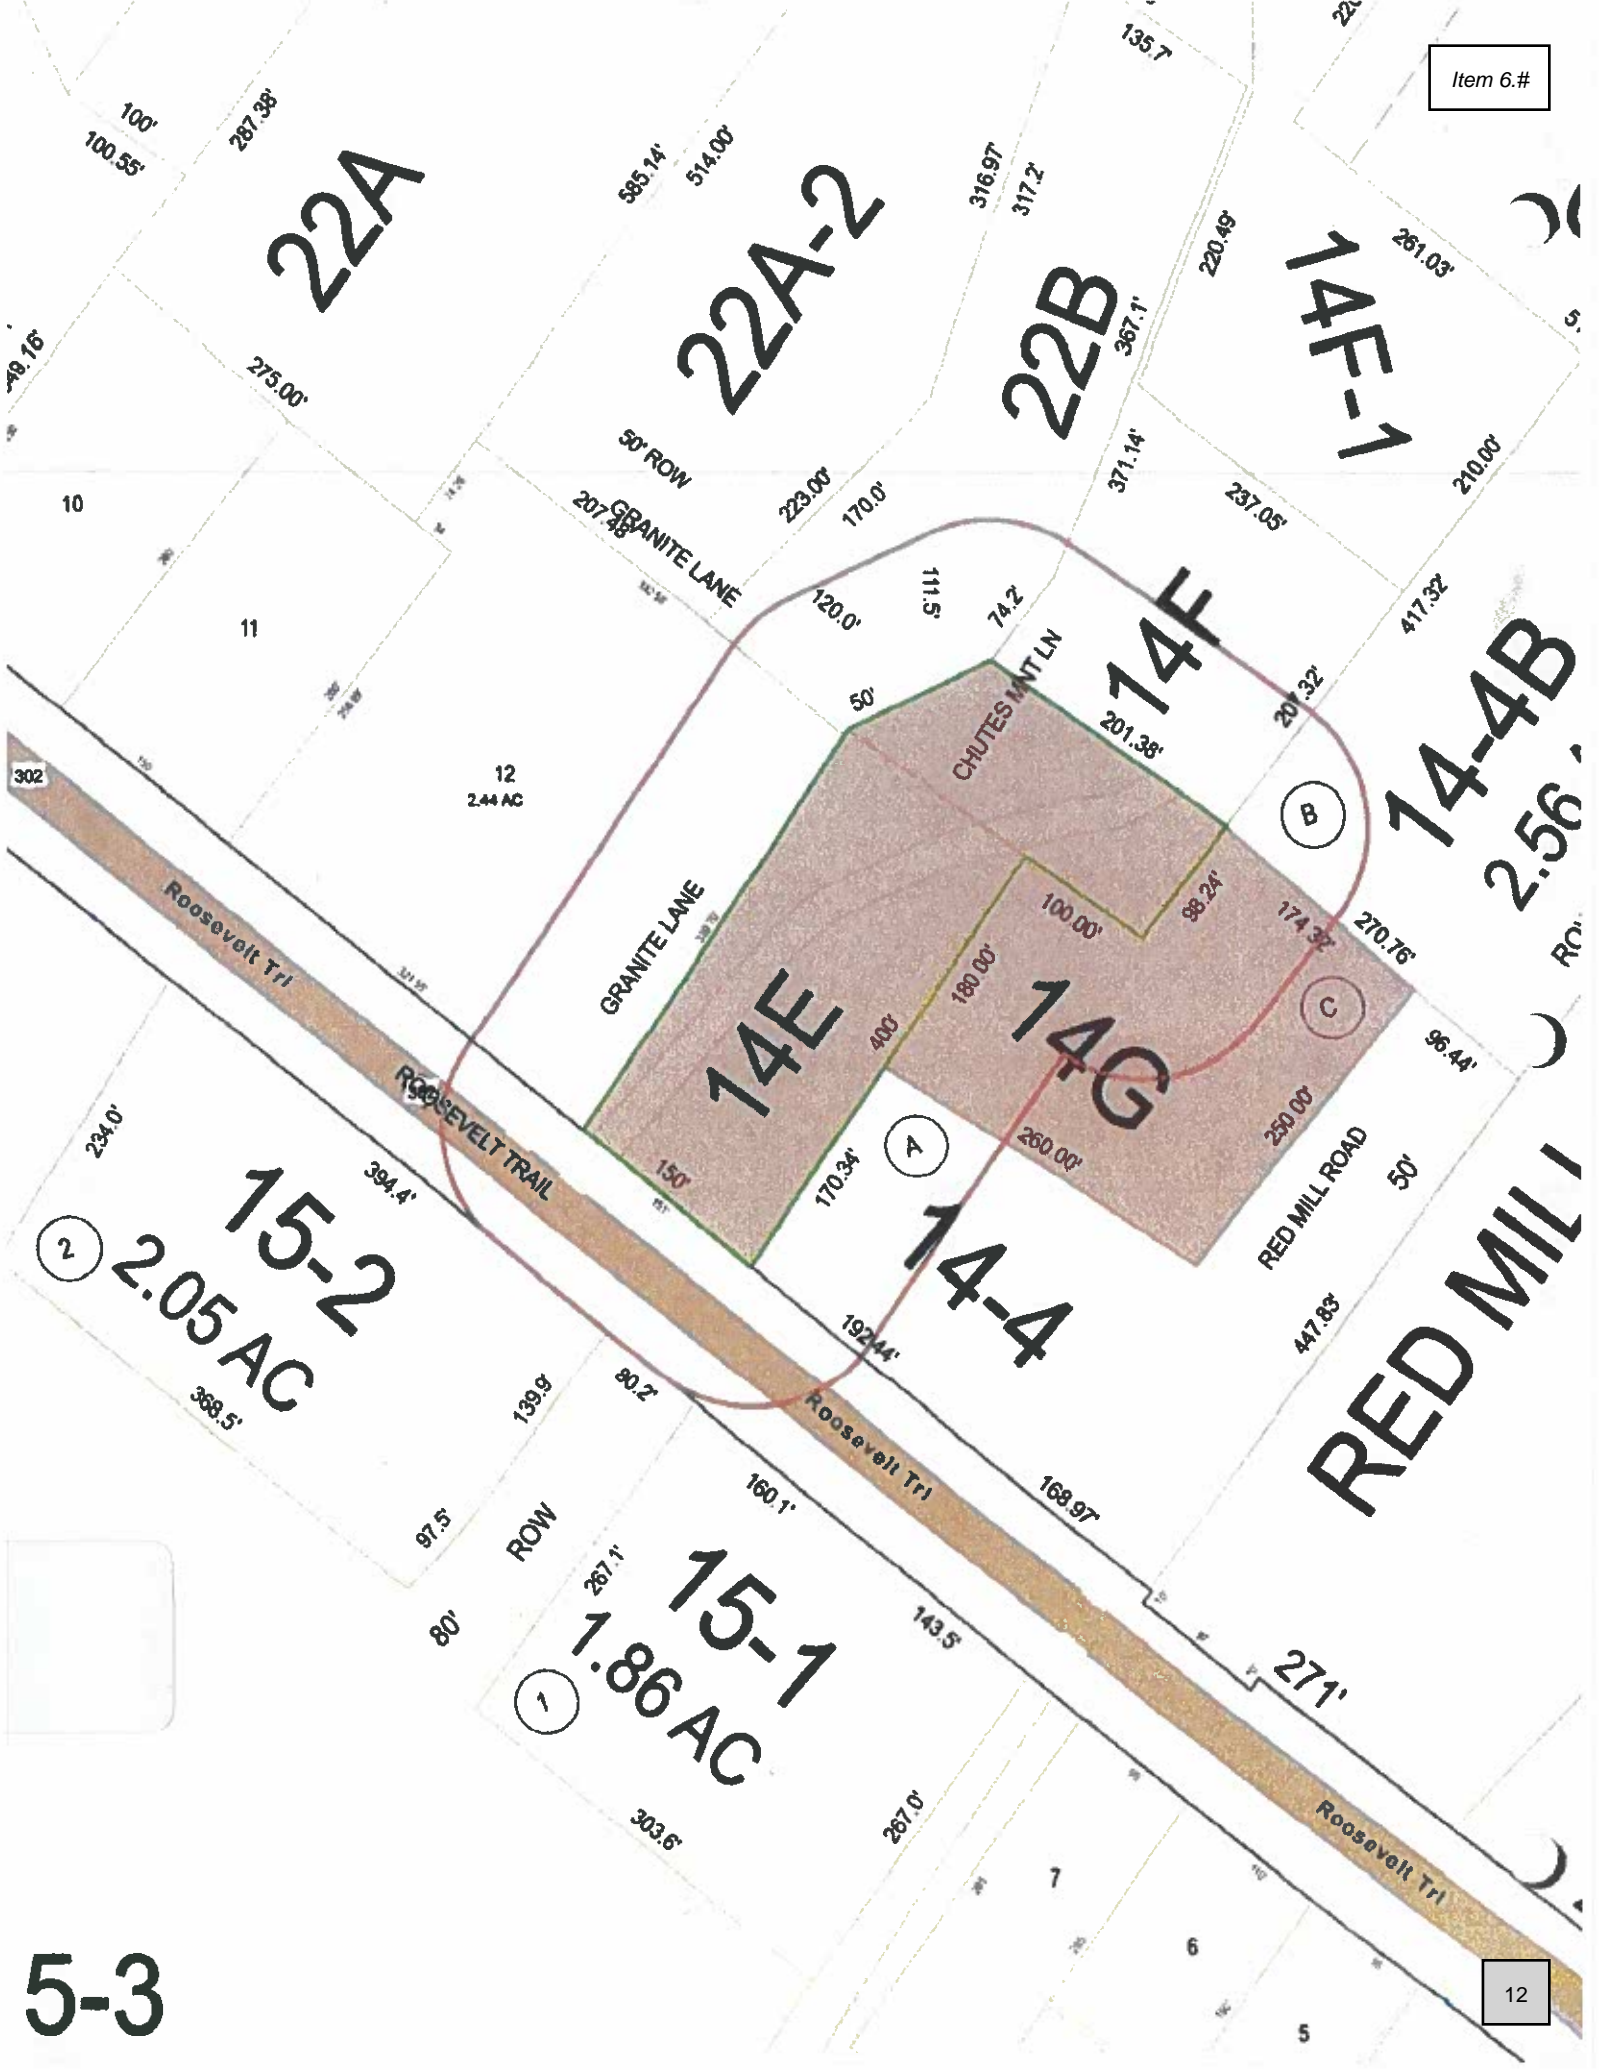 135.7'
Item 6.#
100'
100.55'
287.38'
22A
585.14'
514.00'
22A-2
316.97'
317.2'
22B
367.1'
220.49'
14F-1
261.03'
275.00'
50' ROW
207.48'
GRANITE LANE
223.00'
170.0'
371.14'
237.05'
210.00'
10
11
12
2.44 AC
120.0'
111.5'
74.2'
14F
417.32'
207.32'
14-4B
2.56
50'
CHUTES MNT LN
201.38'
B
302
Roosevelt Trl
GRANITE LANE
14E
400'
180.00'
100.00'
98.24'
174.32'
270.76'
14G
C
96.44'
250.00'
260.00'
A
RED MILL ROAD
50'
ROOSEVELT TRAIL
150'
151'
170.34'
14-4
234.0'
394.4'
15-2
2
2.05 AC
368.5'
139.9'
80.2'
192.44'
447.83'
RED MILL
Roosevelt Trl
168.97'
160.1'
97.5'
ROW
80'
267.1'
15-1
1
1.86 AC
143.5'
271'
303.6'
267.0'
Roosevelt Trl
7
6
5
5-3
12